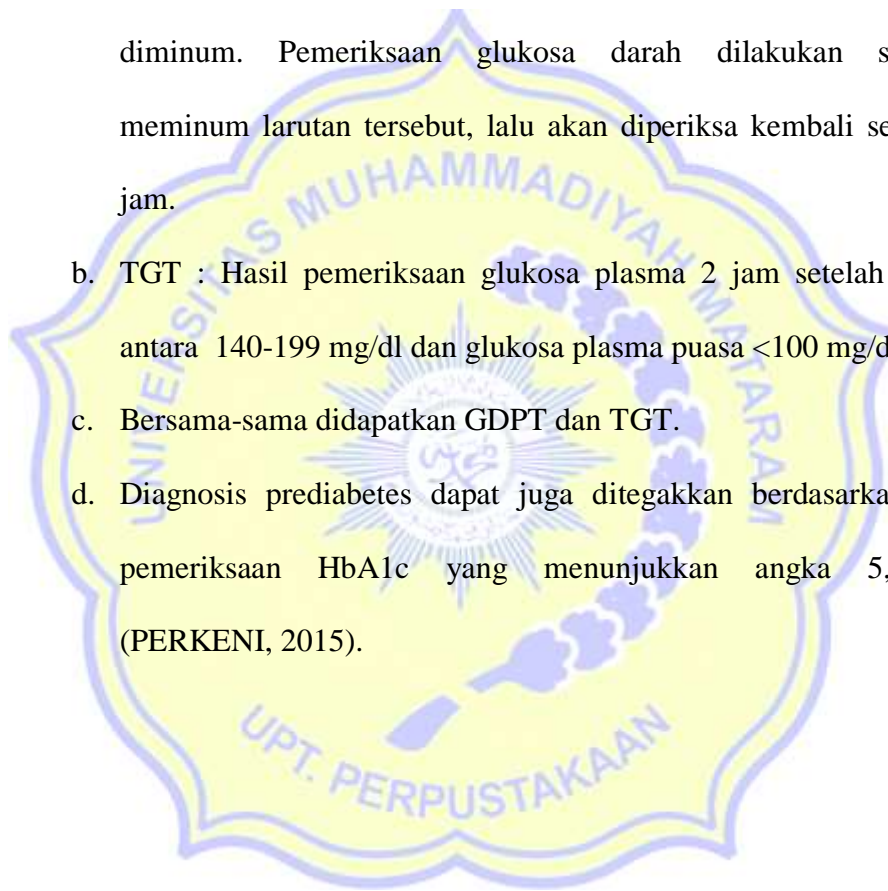 diminum. Pemeriksaan glukosa darah dilakukan s
meminum larutan tersebut, lalu akan diperiksa kembali se
jam.
b. TGT : Hasil pemeriksaan glukosa plasma 2 jam setelah
antara 140-199 mg/dl dan glukosa plasma puasa <100 mg/d
c. Bersama-sama didapatkan GDPT dan TGT.
d. Diagnosis prediabetes dapat juga ditegakkan berdasarka
pemeriksaan HbA1c yang menunjukkan angka 5,
(PERKENI, 2015).
UNIVERSITAS MUHAMMADIYAH MATARAM
UPT. PERPUSTAKAAN